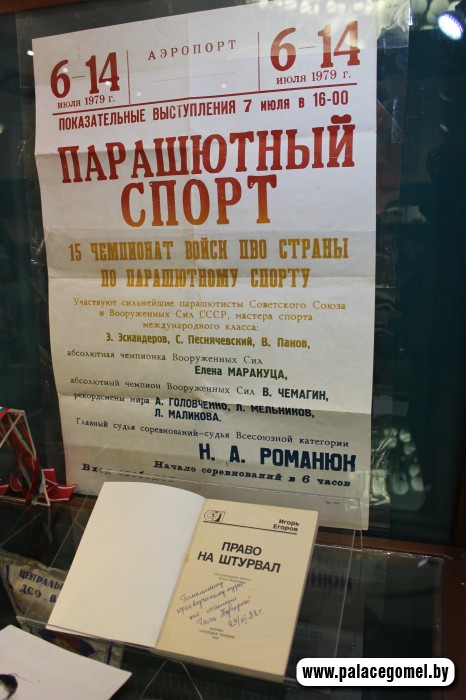 6–14 АЭРОПОРТ 6–14
июля 1979 г. июля 1979 г.
ПОКАЗАТЕЛЬНЫЕ ВЫСТУПЛЕНИЯ 7 июля в 16-00
ПАРАШЮТНЫЙ
СПОРТ
15 ЧЕМПИОНАТ ВОЙСК ПВО СТРАНЫ
ПО ПАРАШЮТНОМУ СПОРТУ
Участвуют сильнейшие парашютисты Советского Союза
и Вооруженных Сил СССР, мастера спорта
международного класса:
Э. Эскандеров, С. Песнячевский, В. Панов,
абсолютная чемпионка Вооруженных Сил
Елена МАРАКУЦА,
абсолютный чемпион Вооруженных Сил В. ЧЕМАГИН,
рекордсмены мира А. ГОЛОВЧЕНКО, Л. МЕЛЬНИКОВ,
Л. МАЛИКОВА.
Главный судья соревнований—судья Всесоюзной категории
Н. А. РОМАНЮК
Начало соревнований в 6 часов
Игорь
Егоров
ПРАВО
НА ШТУРВАЛ
ЦЕНТРАЛЬ
ДСО
www.palacegomel.by